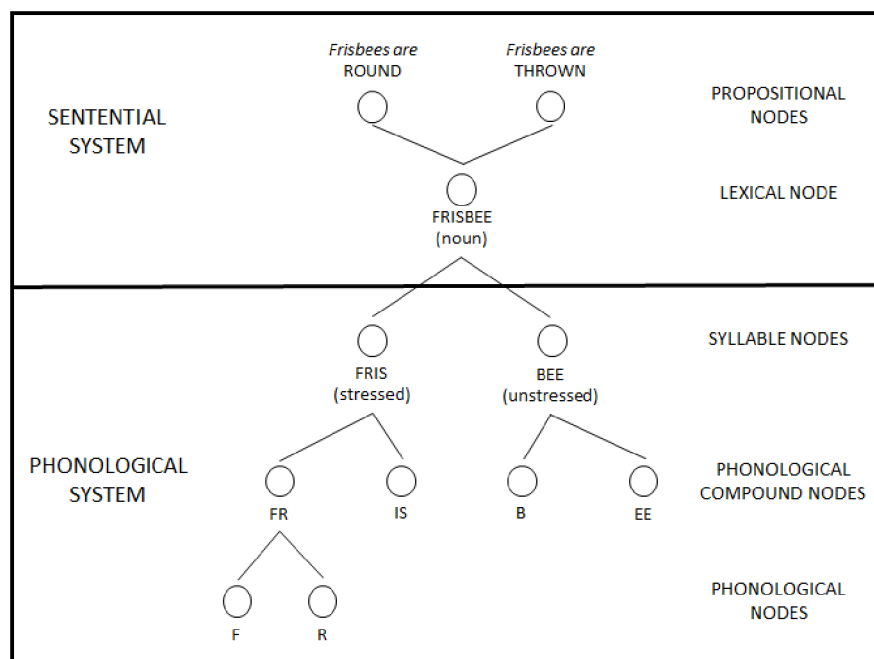 Frisbees are
ROUND
Frisbees are
THROWN
PROPOSITIONAL
NODES
SENTENTIAL
SYSTEM
LEXICAL NODE
FRISBEE
(noun)
SYLLABLE NODES
FRIS
(stressed)
BEE
(unstressed)
PHONOLOGICAL
SYSTEM
PHONOLOGICAL
COMPOUND NODES
FR
IS
B
EE
PHONOLOGICAL
NODES
F
R